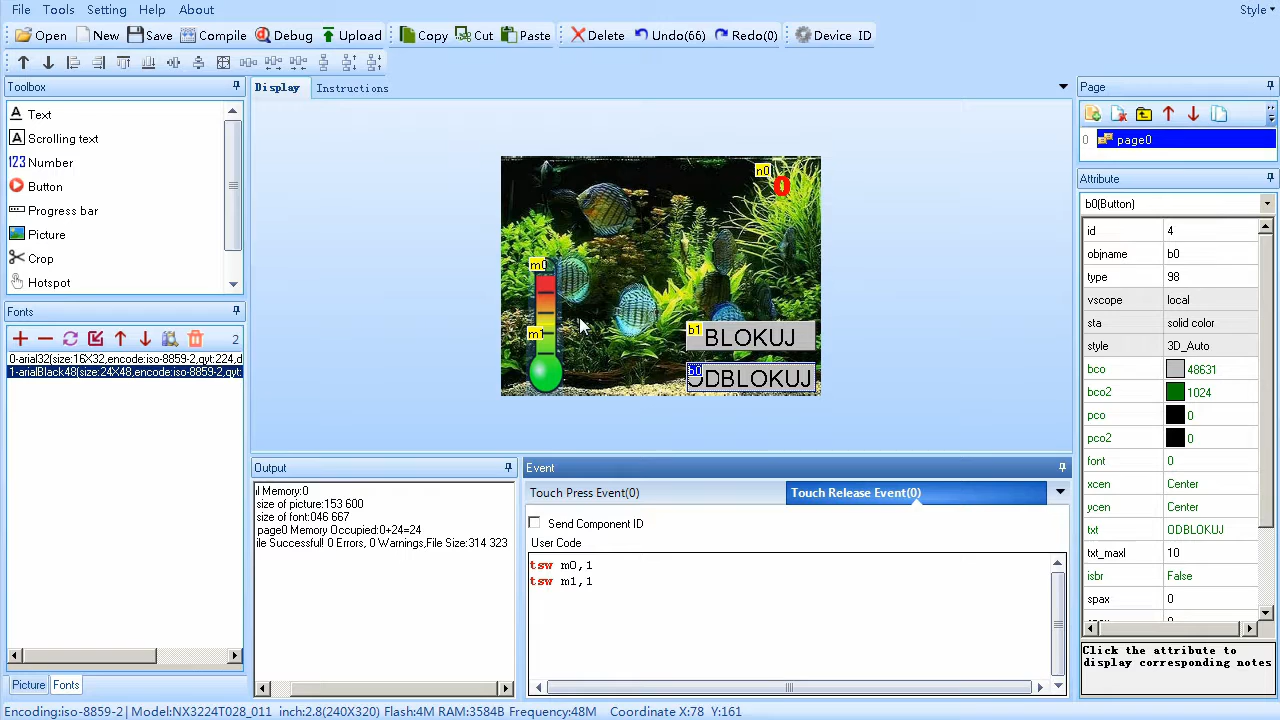 File Tools Setting Help About Style
Open New Save Compile Debug Upload Copy Cut Paste Delete Undo(66) Redo(0) Device ID
Toolbox
Text
Scrolling text
123 Number
Button
Progress bar
Picture
Crop
Hotspot
Fonts
2
0-arial32(size:16X32,encode:iso-8859-2,qyt:224,d
1-arialBlack48(size:24X48,encode:iso-8859-2,qyt:
Picture Fonts
Display Instructions
n0
0
m0
m1
b1 BLOKUJ
b0 ODBLOKUJ
Output
il Memory:0
size of picture:153 600
size of font:046 667
page0 Memory Occupied:0+24=24
ile Successful! 0 Errors, 0 Warnings,File Size:314 323
Event
Touch Press Event(0) Touch Release Event(0)
Send Component ID
User Code
tsw m0,1
tsw m1,1
Page
0 page0
Attribute
b0(Button)
id 4
objname b0
type 98
vscope local
sta solid color
style 3D_Auto
bco 48631
bco2 1024
pco 0
pco2 0
font 0
xcen Center
ycen Center
txt ODBLOKUJ
txt_maxl 10
isbr False
spax 0
Click the attribute to
display corresponding notes
Encoding:iso-8859-2 Model:NX3224T028_011 inch:2.8(240X320) Flash:4M RAM:3584B Frequency:48M Coordinate X:78 Y:161